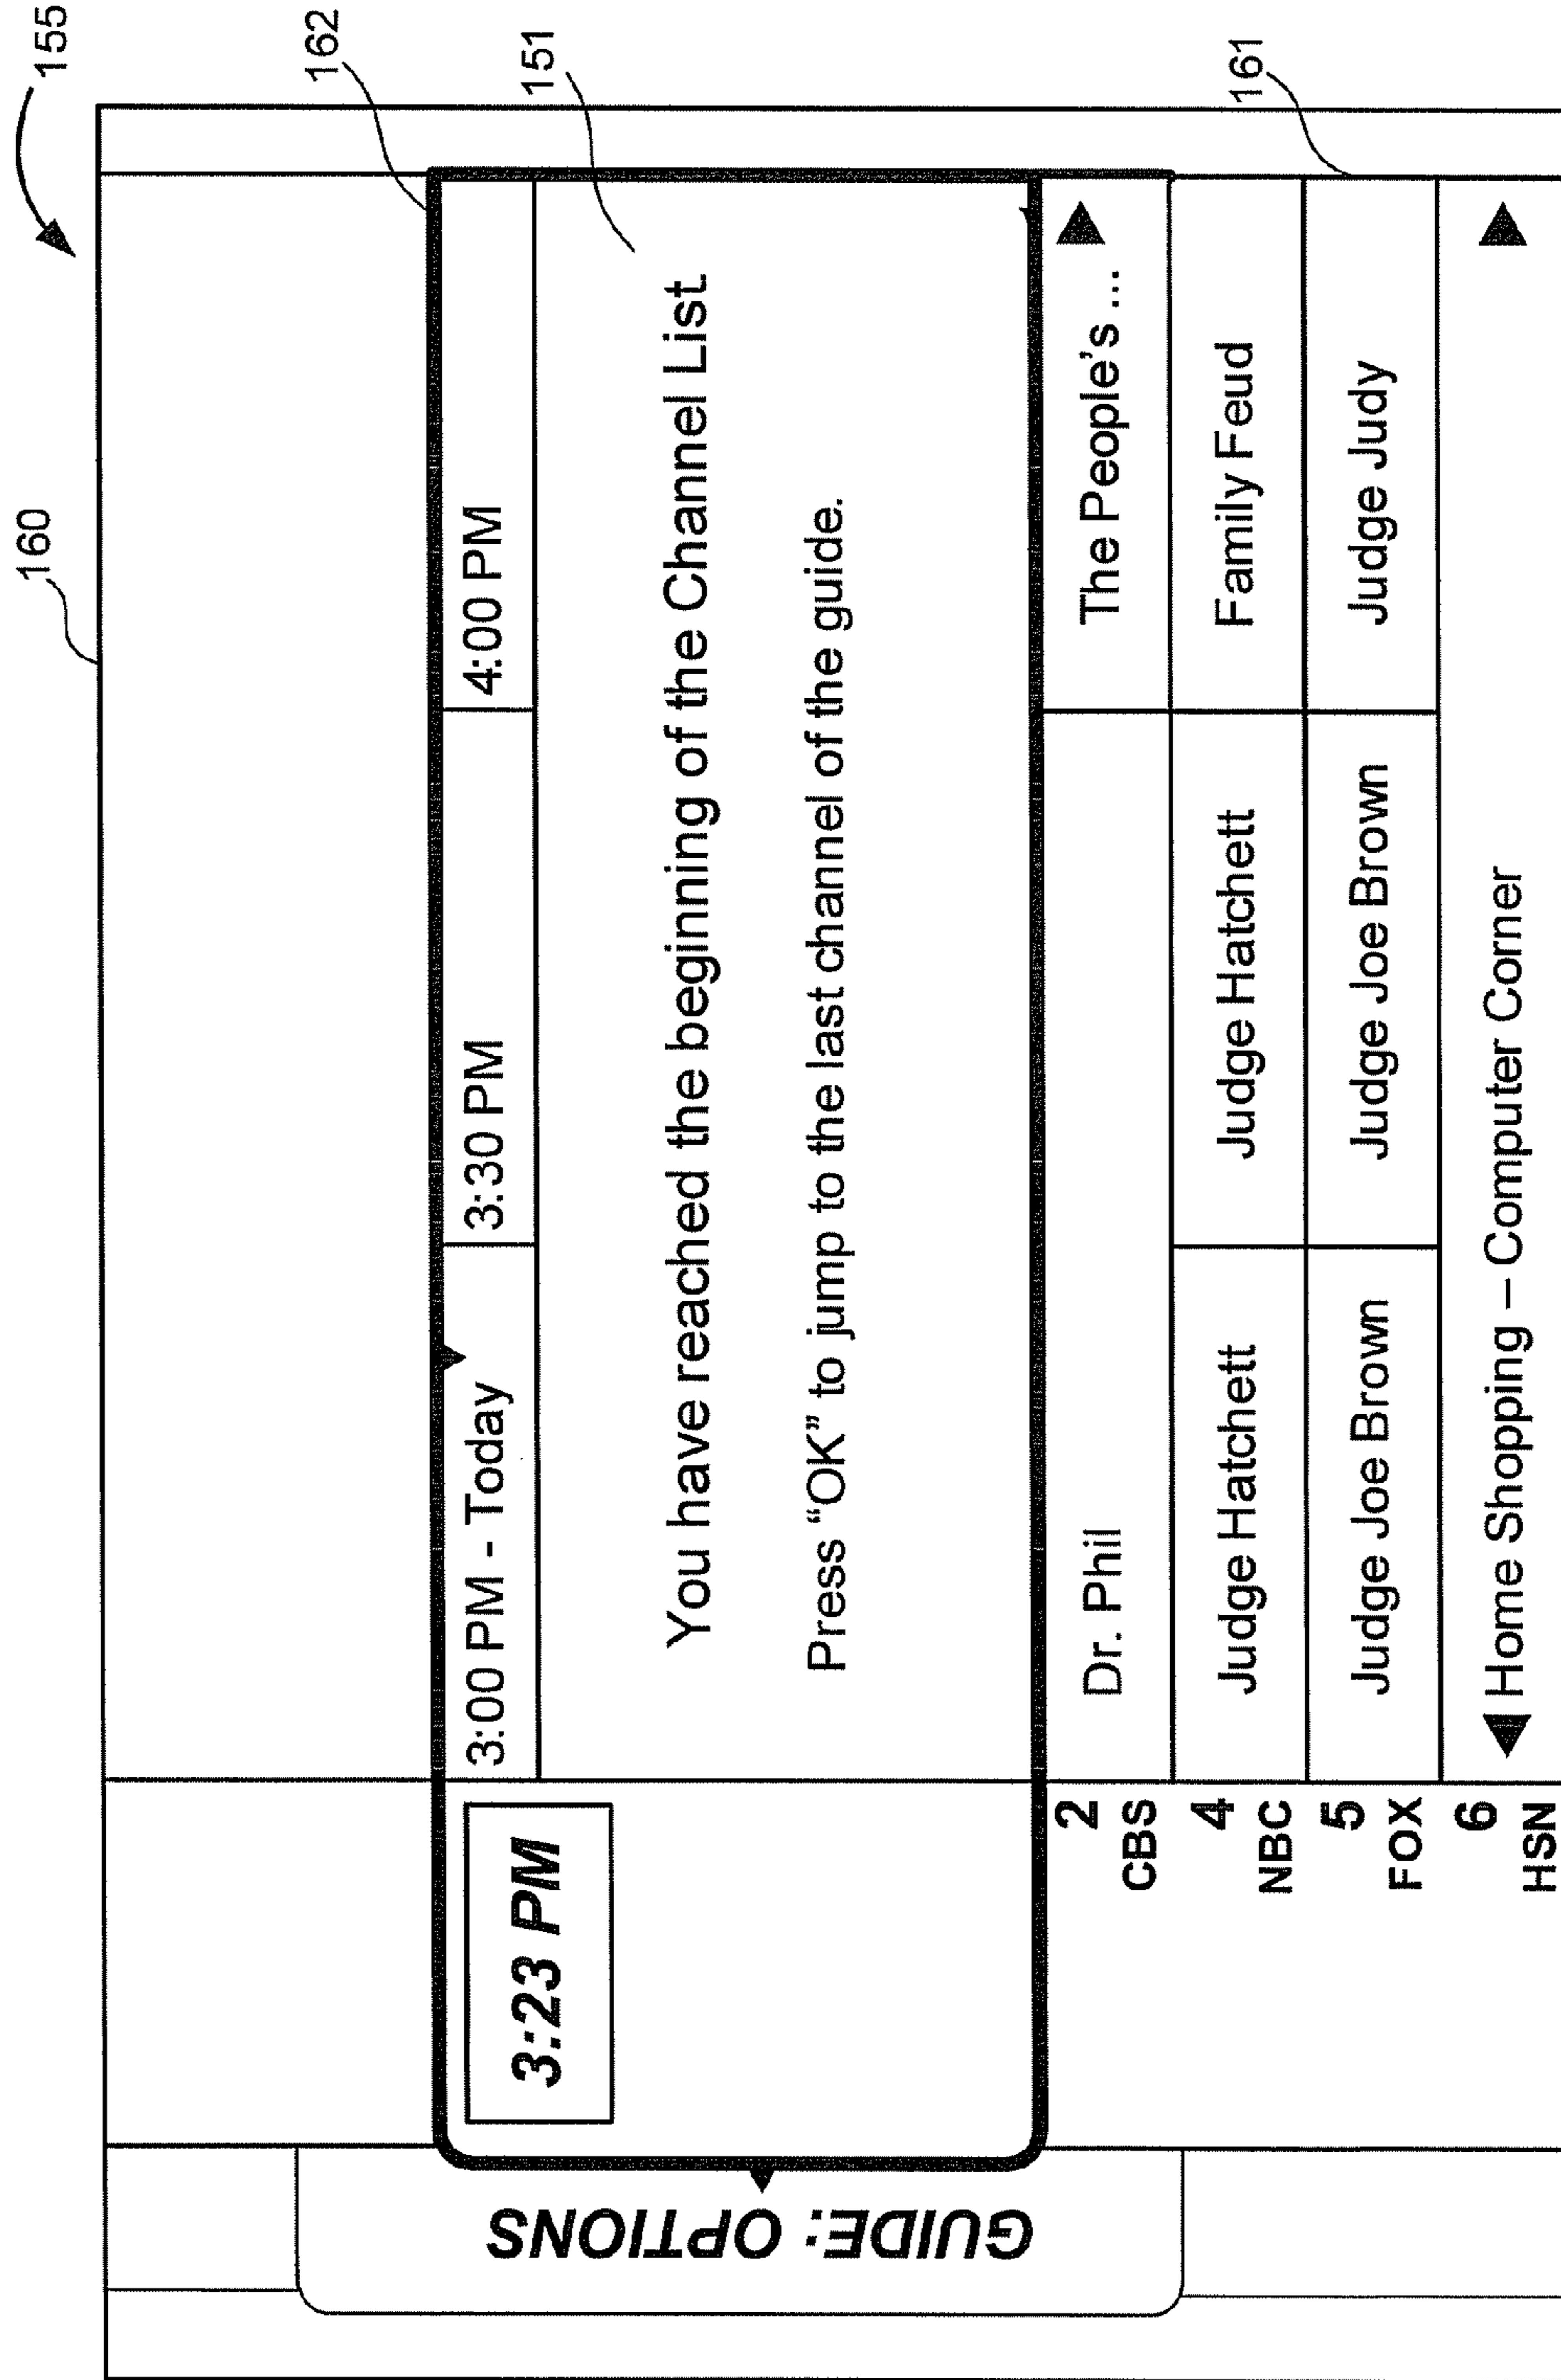 155
160
162
151
161
GUIDE: OPTIONS
3:23 PM
3:00 PM - Today
3:30 PM
4:00 PM
You have reached the beginning of the Channel List
Press “OK” to jump to the last channel of the guide.
2
CBS
Dr. Phil
The People’s ...
4
NBC
Judge Hatchett
Judge Hatchett
Family Feud
5
FOX
Judge Joe Brown
Judge Joe Brown
Judge Judy
6
HSN
Home Shopping – Computer Corner